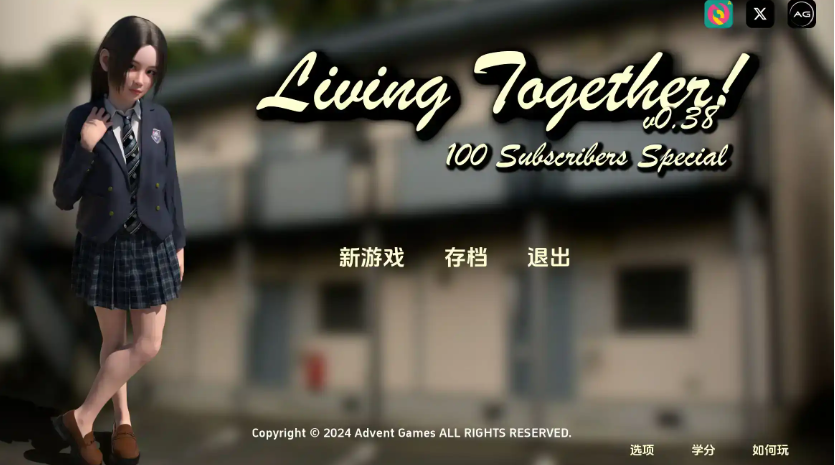 AG
Living Together!
v0.38
100 Subscribers Special
新游戏 存档 退出
Copyright © 2024 Advent Games ALL RIGHTS RESERVED.
选项 学分 如何玩